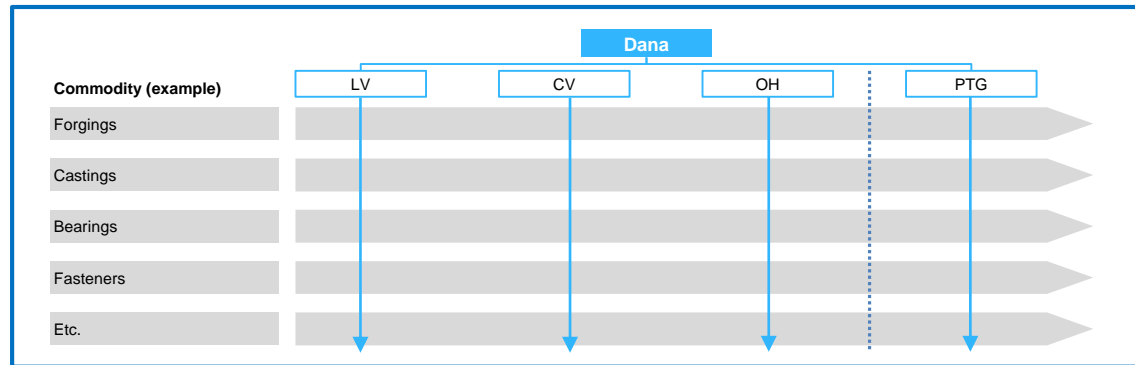 Dana
Commodity (example)
LV
CV
OH
PTG
Forgings
Castings
Bearings
Fasteners
Etc.